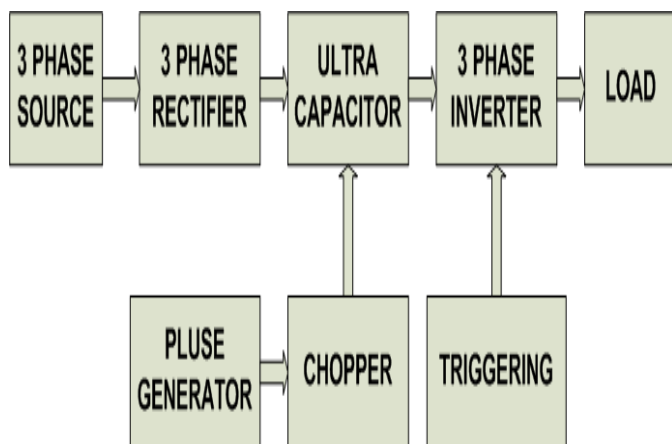 3 PHASE
SOURCE
3 PHASE
RECTIFIER
ULTRA
CAPACITOR
3 PHASE
INVERTER
LOAD
PLUSE
GENERATOR
CHOPPER
TRIGGERING